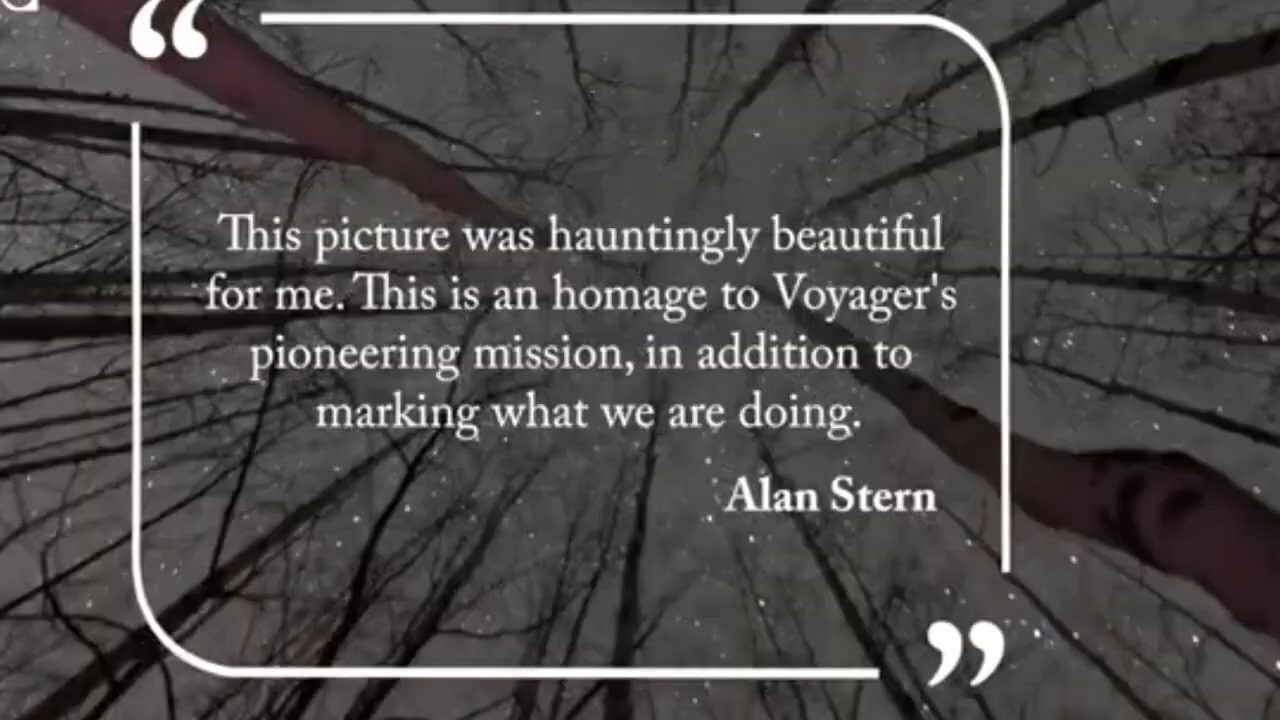 “
This picture was hauntingly beautiful
for me. This is an homage to Voyager's
pioneering mission, in addition to
marking what we are doing.
Alan Stern
”